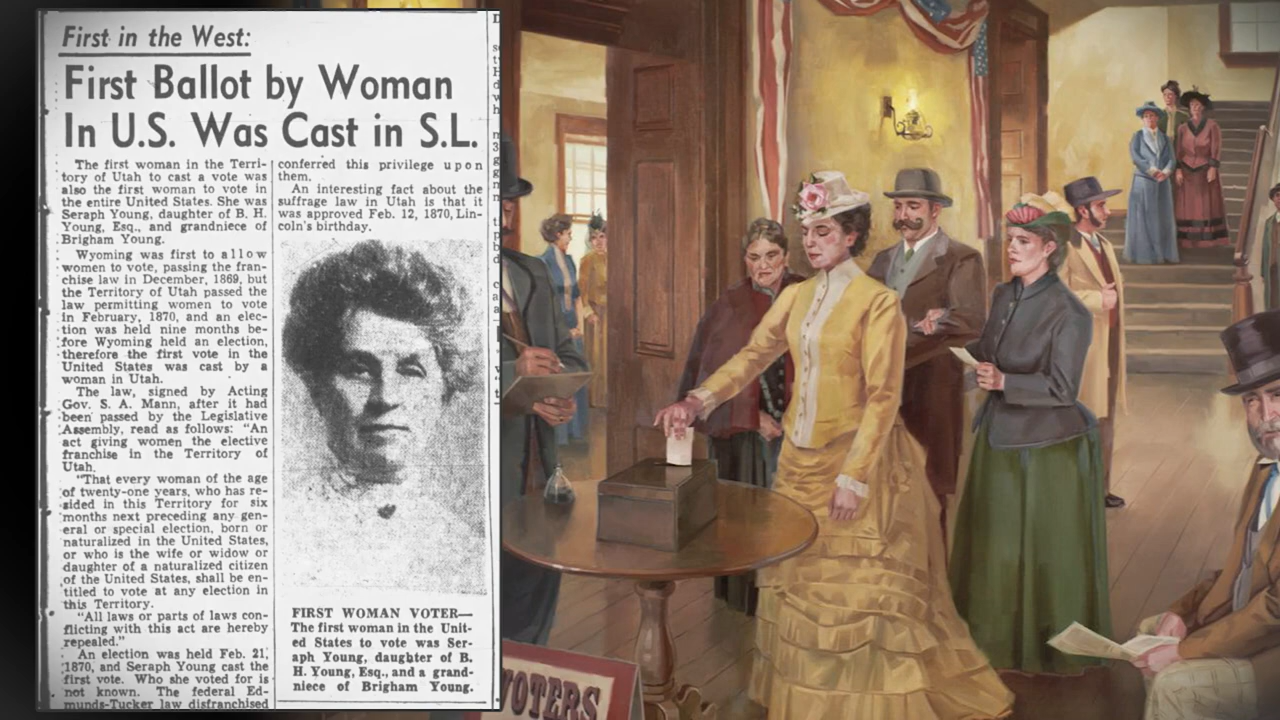 First in the West:
First Ballot by Woman
In U.S. Was Cast in S.L.
The first woman in the Terri-
tory of Utah to cast a vote was
also the first woman to vote in
the entire United States. She was
Seraph Young, daughter of B. H.
Young, Esq., and grandniece of
Brigham Young.
Wyoming was first to allow
women to vote, passing the fran-
chise law in December, 1869, but
the Territory of Utah passed the
law permitting women to vote
in February, 1870, and an elec-
tion was held nine months be-
fore Wyoming held an election,
therefore the first vote in the
United States was cast by a
woman in Utah.
The law, signed by Acting
Gov. S. A. Mann, after it had
been passed by the Legislative
Assembly, read as follows: "An
act giving women the elective
franchise in the Territory of
Utah.
"That every woman of the age
of twenty-one years, who has re-
sided in this Territory for six
months next preceding any gen-
eral or special election, born or
naturalized in the United States,
or who is the wife or widow or
daughter of a naturalized citizen
of the United States, shall be en-
titled to vote at any election in
this Territory.
"All laws or parts of laws con-
flicting with this act are hereby
repealed."
An election was held Feb. 21,
1870, and Seraph Young cast the
first vote. Who she voted for is
not known. The federal Ed-
munds-Tucker law disfranchised
conferred this privilege upon
them.
An interesting fact about the
suffrage law in Utah is that it
was approved Feb. 12, 1870, Lin-
coln's birthday.
FIRST WOMAN VOTER—
The first woman in the Unit-
ed States to vote was Ser-
aph Young, daughter of B.
H. Young, Esq., and a grand-
niece of Brigham Young.
VOTERS